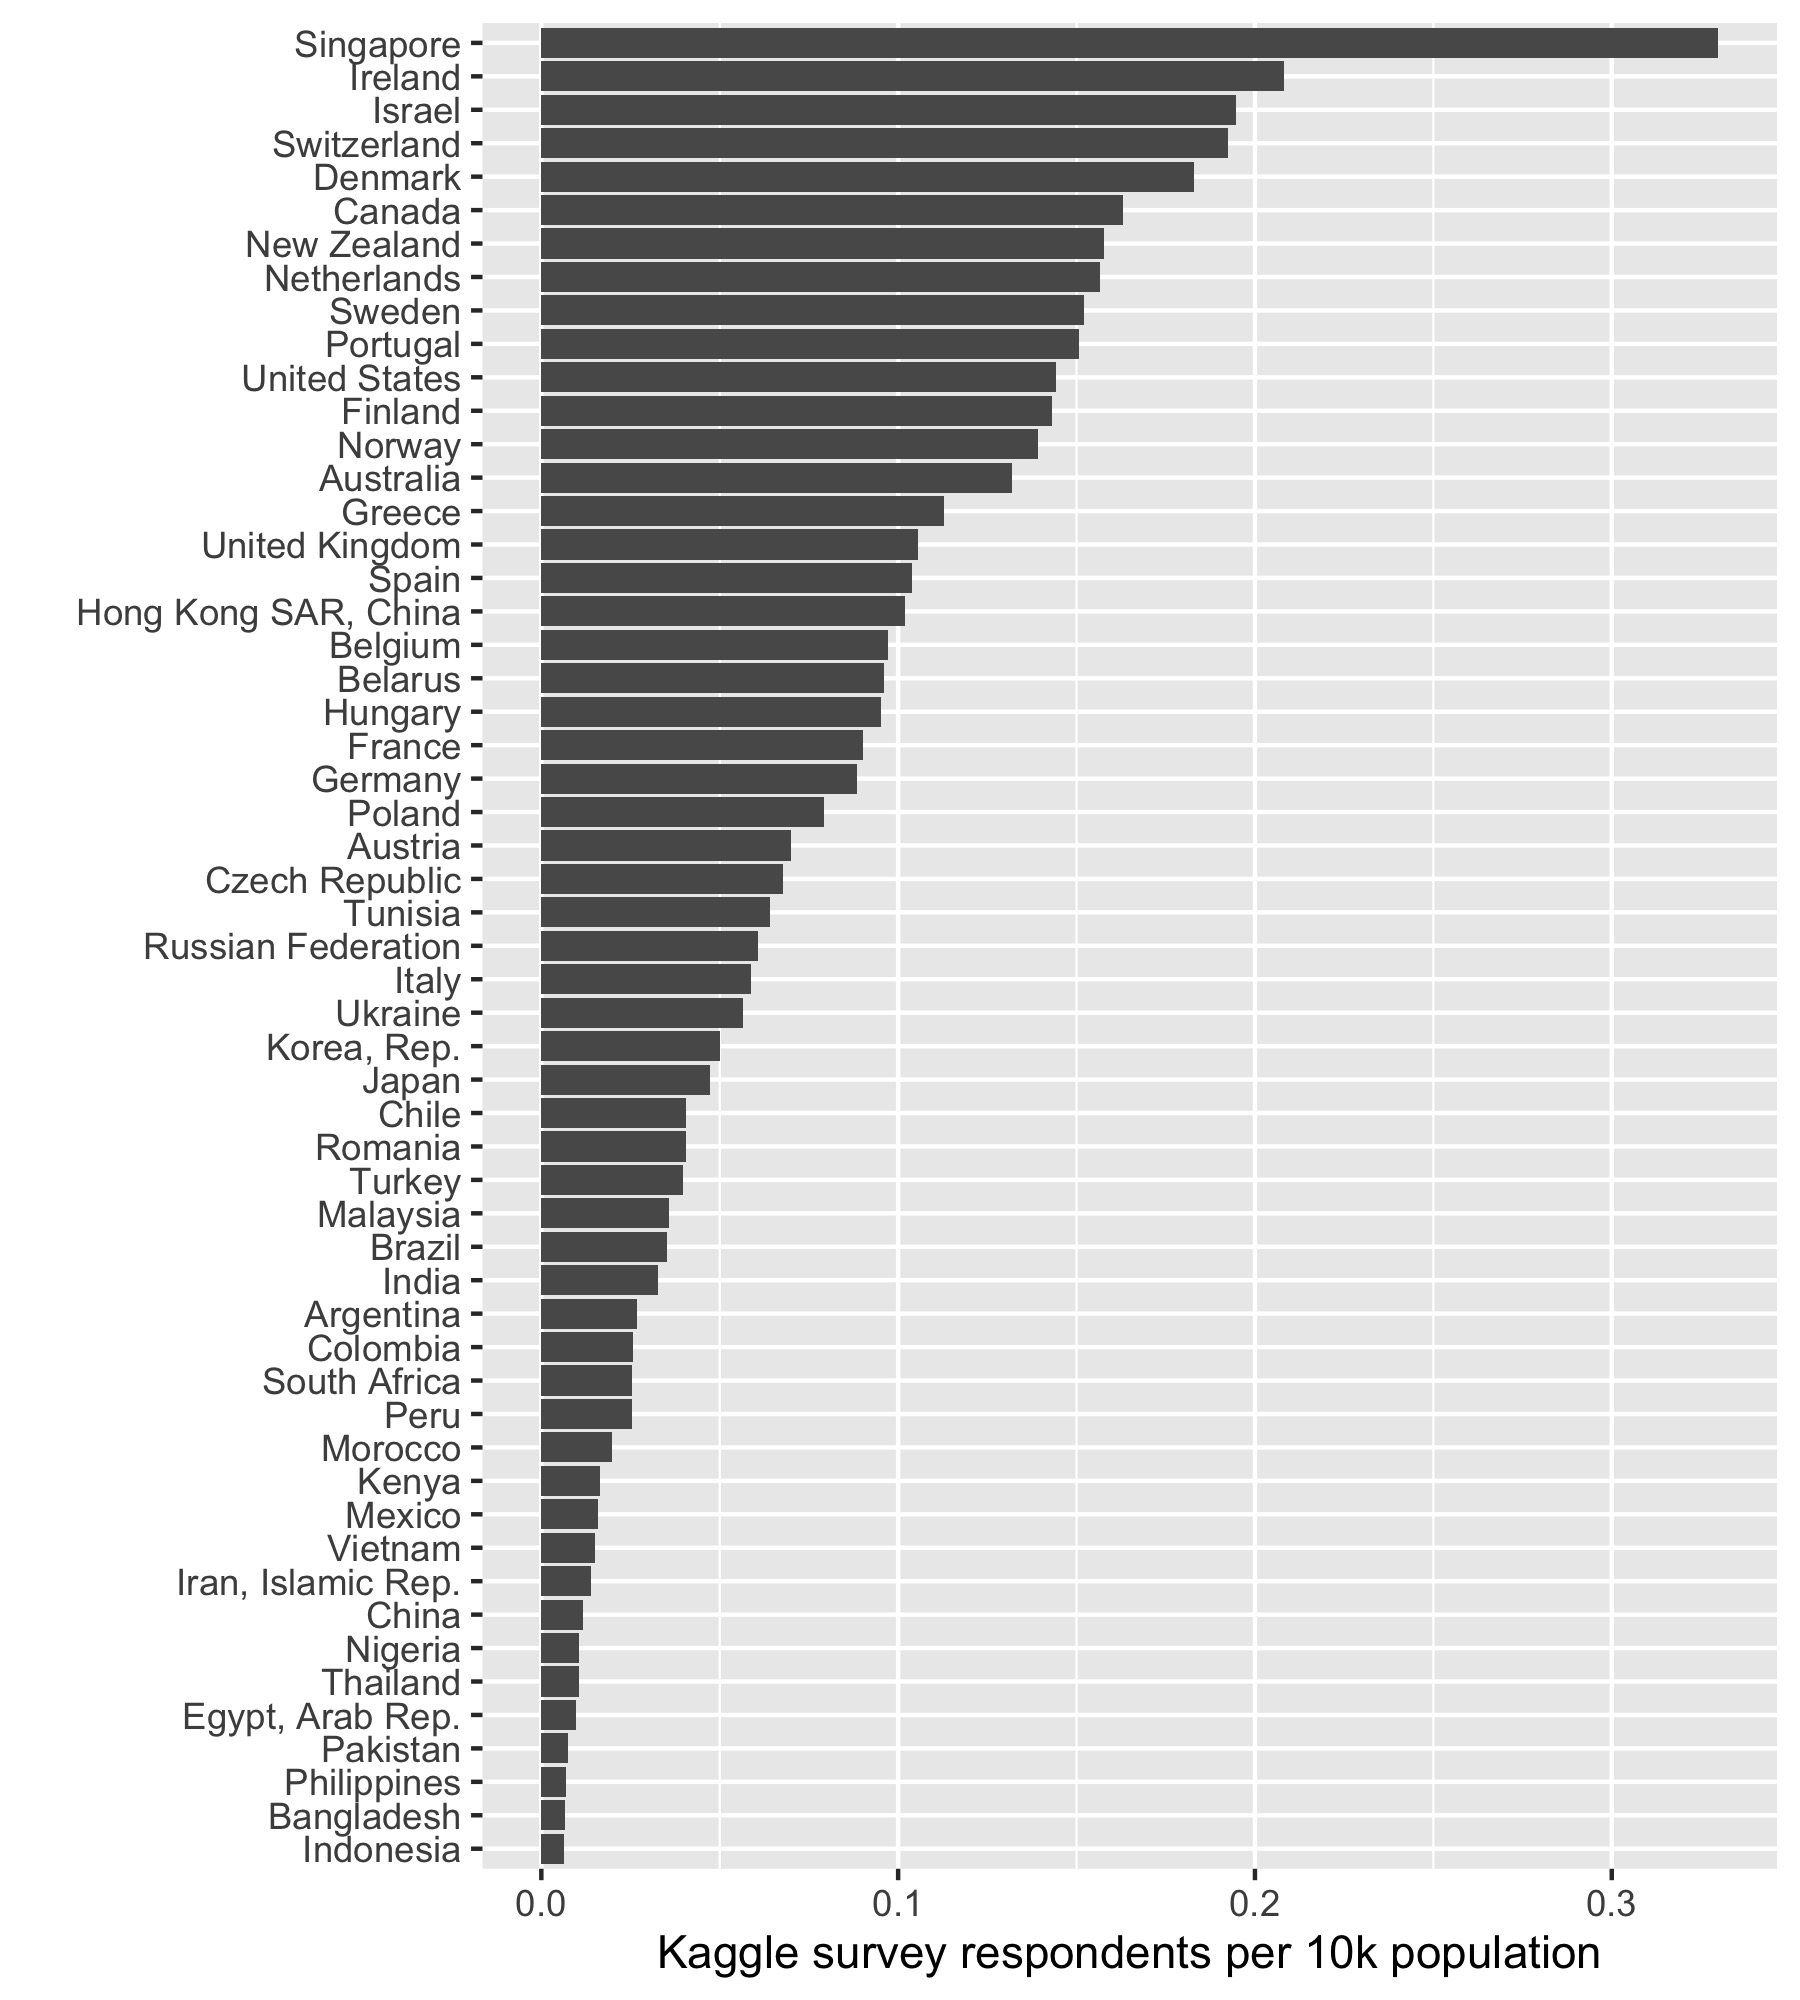 Singapore
Ireland
Israel
Switzerland
Denmark
Canada
New Zealand
Netherlands
Sweden
Portugal
United States
Finland
Norway
Australia
Greece
United Kingdom
Spain
Hong Kong SAR, China
Belgium
Belarus
Hungary
France
Germany
Poland
Austria
Czech Republic
Tunisia
Russian Federation
Italy
Ukraine
Korea, Rep.
Japan
Chile
Romania
Turkey
Malaysia
Brazil
India
Argentina
Colombia
South Africa
Peru
Morocco
Kenya
Mexico
Vietnam
Iran, Islamic Rep.
China
Nigeria
Thailand
Egypt, Arab Rep.
Pakistan
Philippines
Bangladesh
Indonesia
0.0 0.1 0.2 0.3
Kaggle survey respondents per 10k population